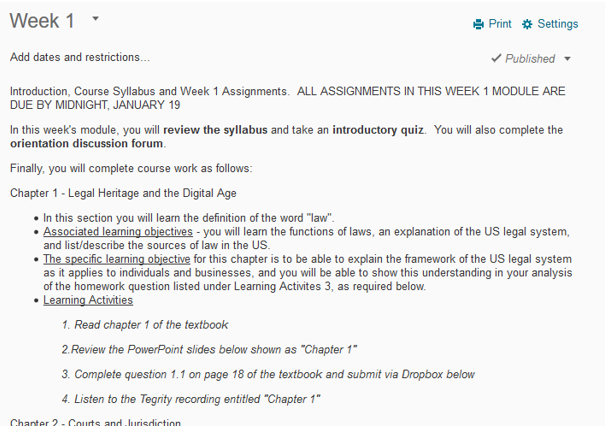 Week 1
Print Settings
Add dates and restrictions...
Published
Introduction, Course Syllabus and Week 1 Assignments.  ALL ASSIGNMENTS IN THIS WEEK 1 MODULE ARE
DUE BY MIDNIGHT, JANUARY 19
In this week's module, you will review the syllabus and take an introductory quiz.  You will also complete the
orientation discussion forum.
Finally, you will complete course work as follows:
Chapter 1 - Legal Heritage and the Digital Age
• In this section you will learn the definition of the word "law".
• Associated learning objectives - you will learn the functions of laws, an explanation of the US legal system,
and list/describe the sources of law in the US.
• The specific learning objective for this chapter is to be able to explain the framework of the US legal system
as it applies to individuals and businesses, and you will be able to show this understanding in your analysis
of the homework question listed under Learning Activites 3, as required below.
• Learning Activities
1. Read chapter 1 of the textbook
2.Review the PowerPoint slides below shown as "Chapter 1"
3. Complete question 1.1 on page 18 of the textbook and submit via Dropbox below
4. Listen to the Tegrity recording entitled "Chapter 1"
Chapter 2 - Courts and Jurisdiction